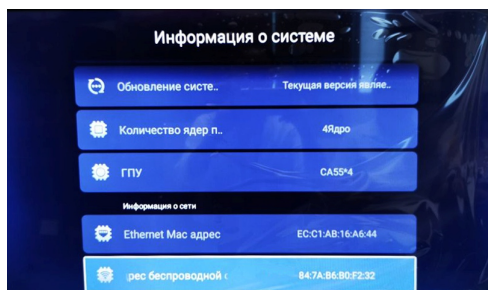 Информация о системе
Обновление систе.. Текущая версия являе..
Количество ядер п.. 4Ядро
ГПУ CA55*4
Информация о сети
Ethernet Mac адрес EC:C1:AB:16:A6:44
рес беспроводной 84:7A:B6:B0:F2:32